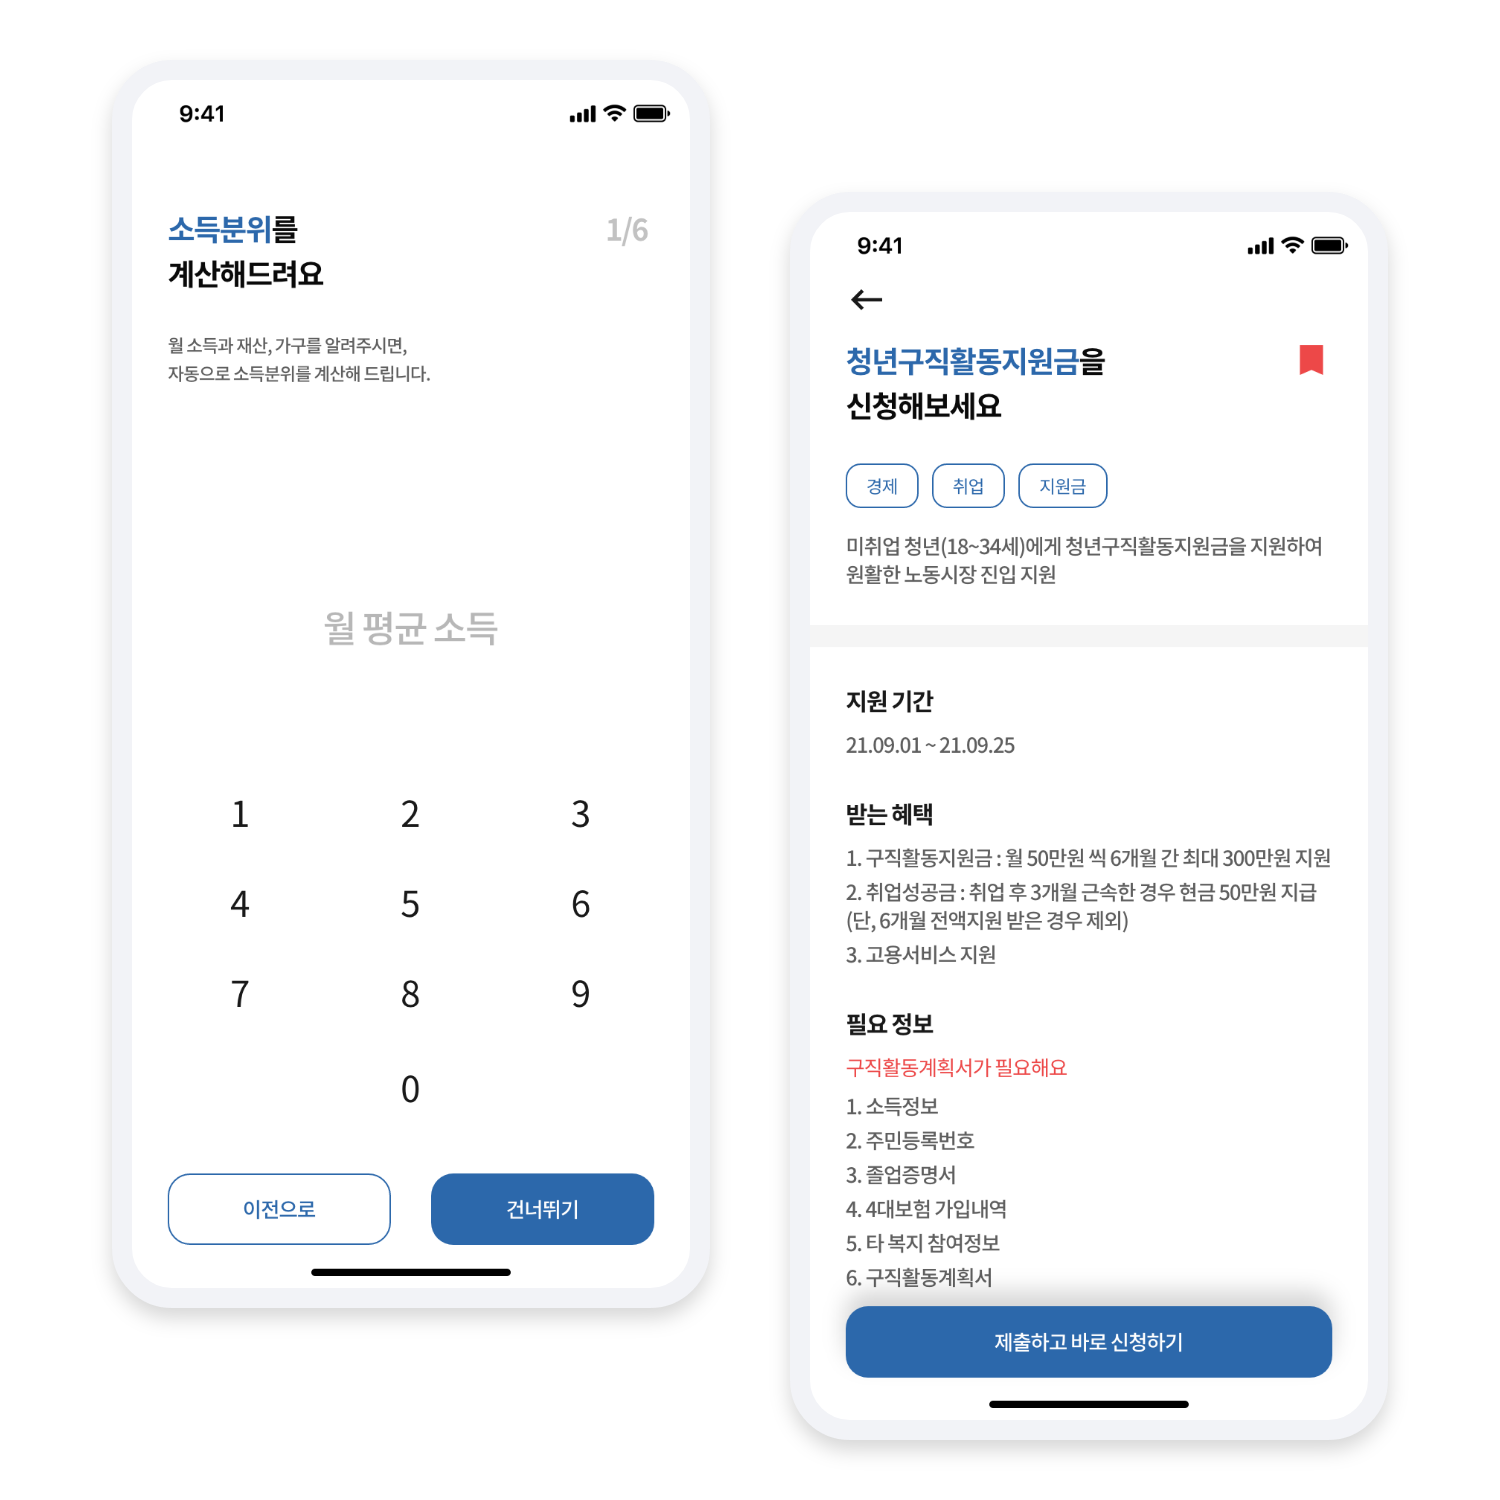 9:41
소득분위를
1/6
계산해드려요
월 소득과 재산, 가구를 알려주시면,
자동으로 소득분위를 계산해 드립니다.
월 평균 소득
1 2 3
4 5 6
7 8 9
0
이전으로
건너뛰기
9:41
청년구직활동지원금을
신청해보세요
경제
취업
지원금
미취업 청년(18~34세)에게 청년구직활동지원금을 지원하여
원활한 노동시장 진입 지원
지원 기간
21.09.01 ~ 21.09.25
받는 혜택
1. 구직활동지원금 : 월 50만원 씩 6개월 간 최대 300만원 지원
2. 취업성공금 : 취업 후 3개월 근속한 경우 현금 50만원 지급
(단, 6개월 전액지원 받은 경우 제외)
3. 고용서비스 지원
필요 정보
구직활동계획서가 필요해요
1. 소득정보
2. 주민등록번호
3. 졸업증명서
4. 4대보험 가입내역
5. 타 복지 참여정보
6. 구직활동계획서
제출하고 바로 신청하기